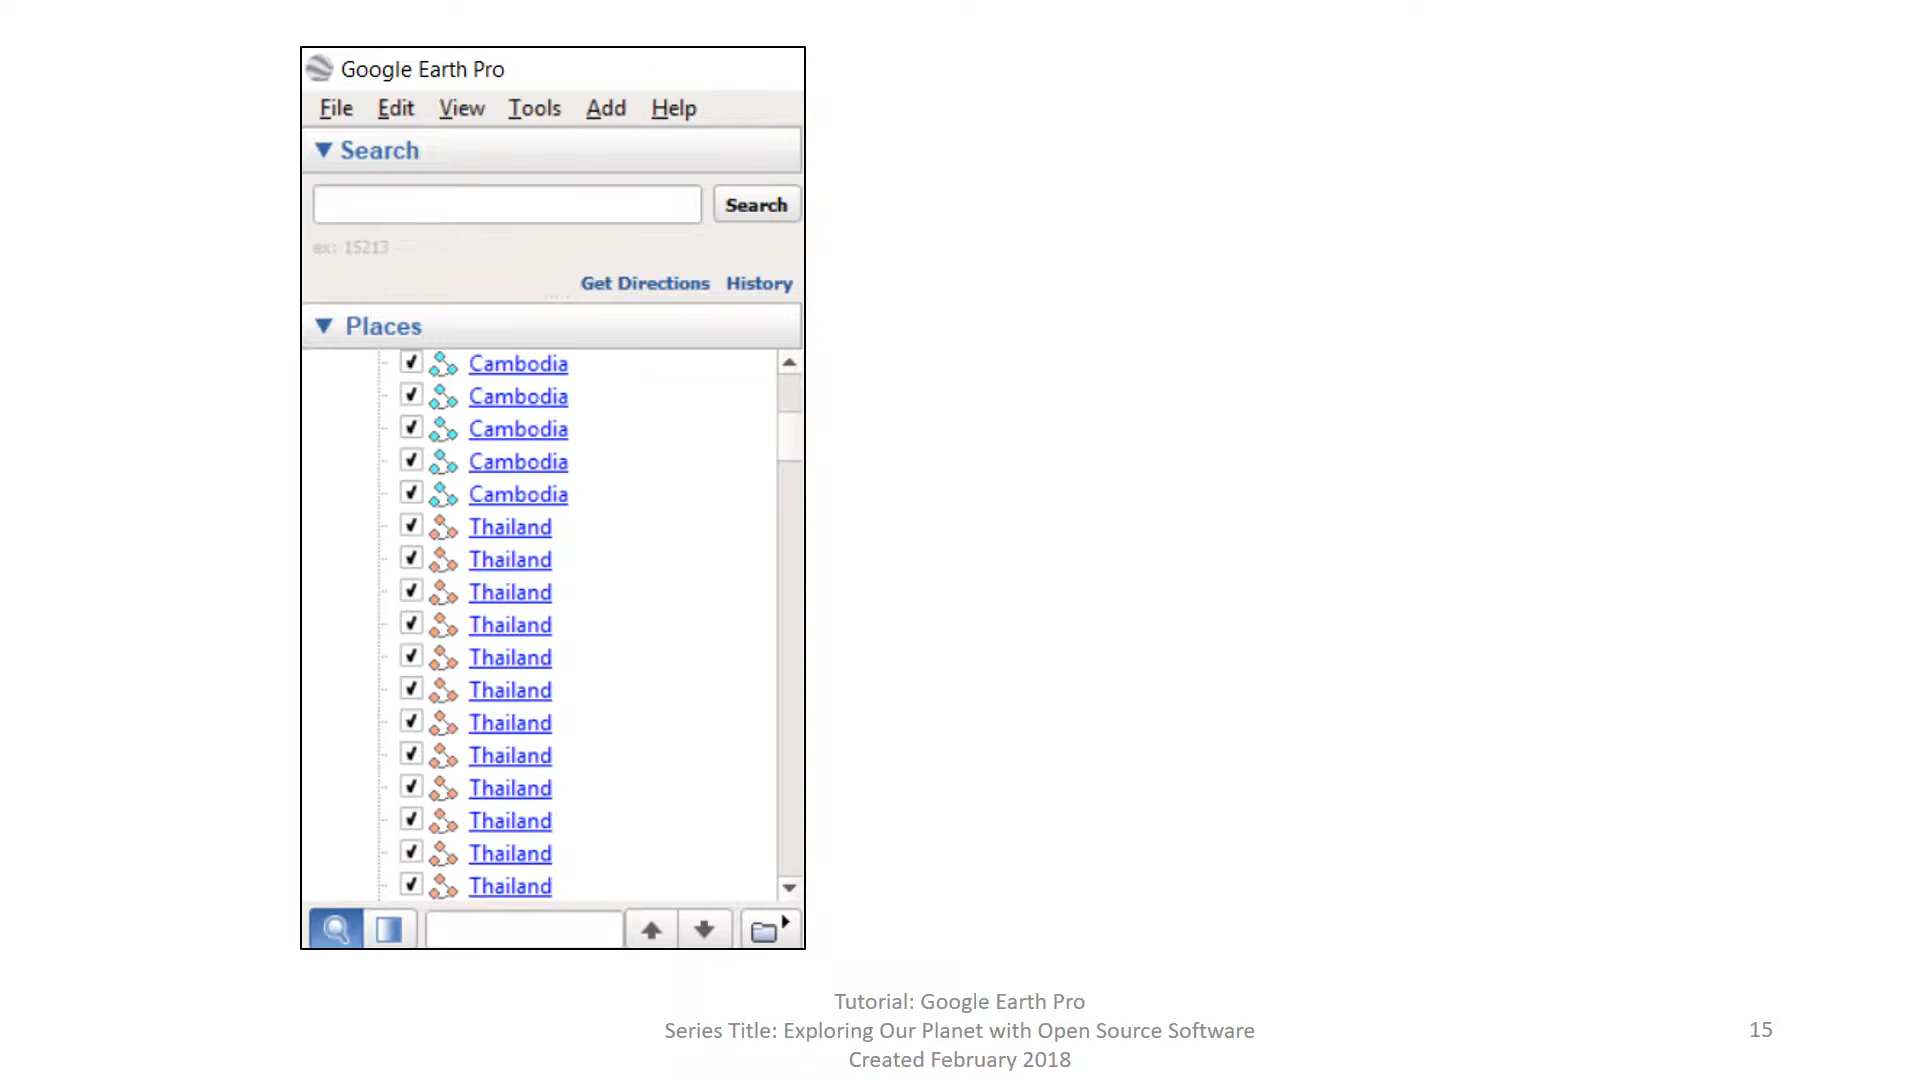 Google Earth Pro
File Edit View Tools Add Help
Search
Search
ex: 15213
Get Directions History
Places
Cambodia
Cambodia
Cambodia
Cambodia
Cambodia
Thailand
Thailand
Thailand
Thailand
Thailand
Thailand
Thailand
Thailand
Thailand
Thailand
Thailand
Thailand
Tutorial: Google Earth Pro
Series Title: Exploring Our Planet with Open Source Software
Created February 2018
15